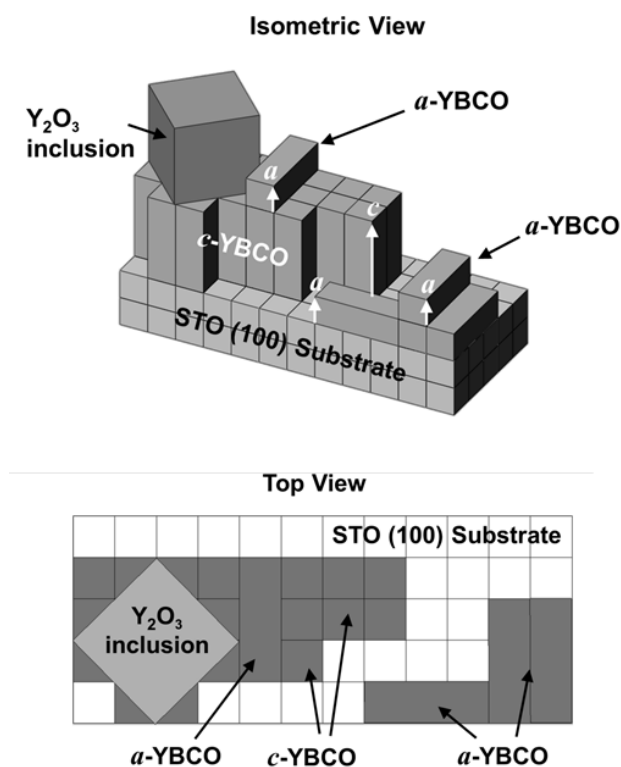 Isometric View
a-YBCO
Y₂O₃
inclusion
a
a-YBCO
c
c-YBCO
a
a
STO (100) Substrate
Top View
STO (100) Substrate
Y₂O₃
inclusion
a-YBCO
c-YBCO
a-YBCO